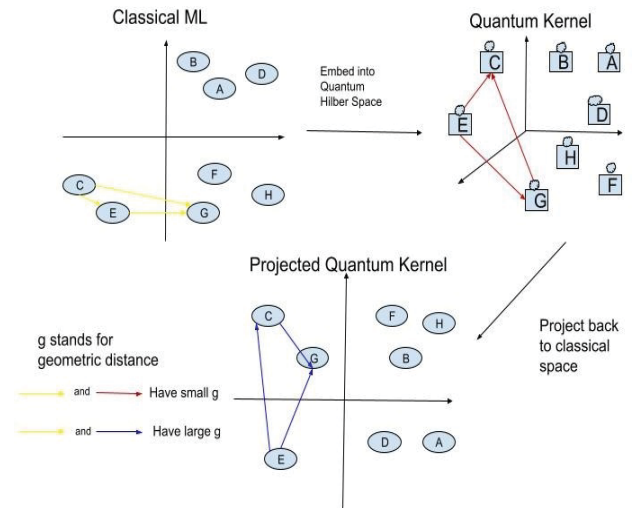 Classical ML
B
A
D
C
E
F
G
H
Embed into
Quantum
Hilber Space
Quantum Kernel
C
B
A
E
D
H
F
G
Projected Quantum Kernel
C
G
F
H
B
E
D
A
Project back
to classical
space
g stands for
geometric distance
and Have small g
and Have large g